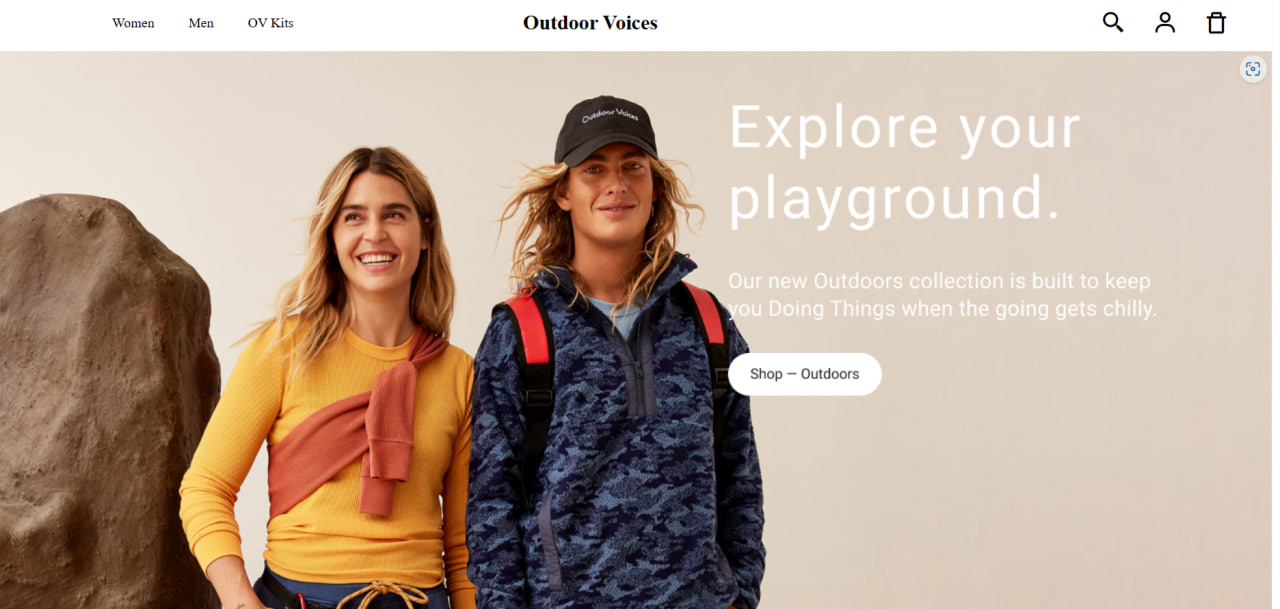 Women Men OV Kits Outdoor Voices
Outdoor Voices
Explore your
playground.
Our new Outdoors collection is built to keep
you Doing Things when the going gets chilly.
Shop — Outdoors